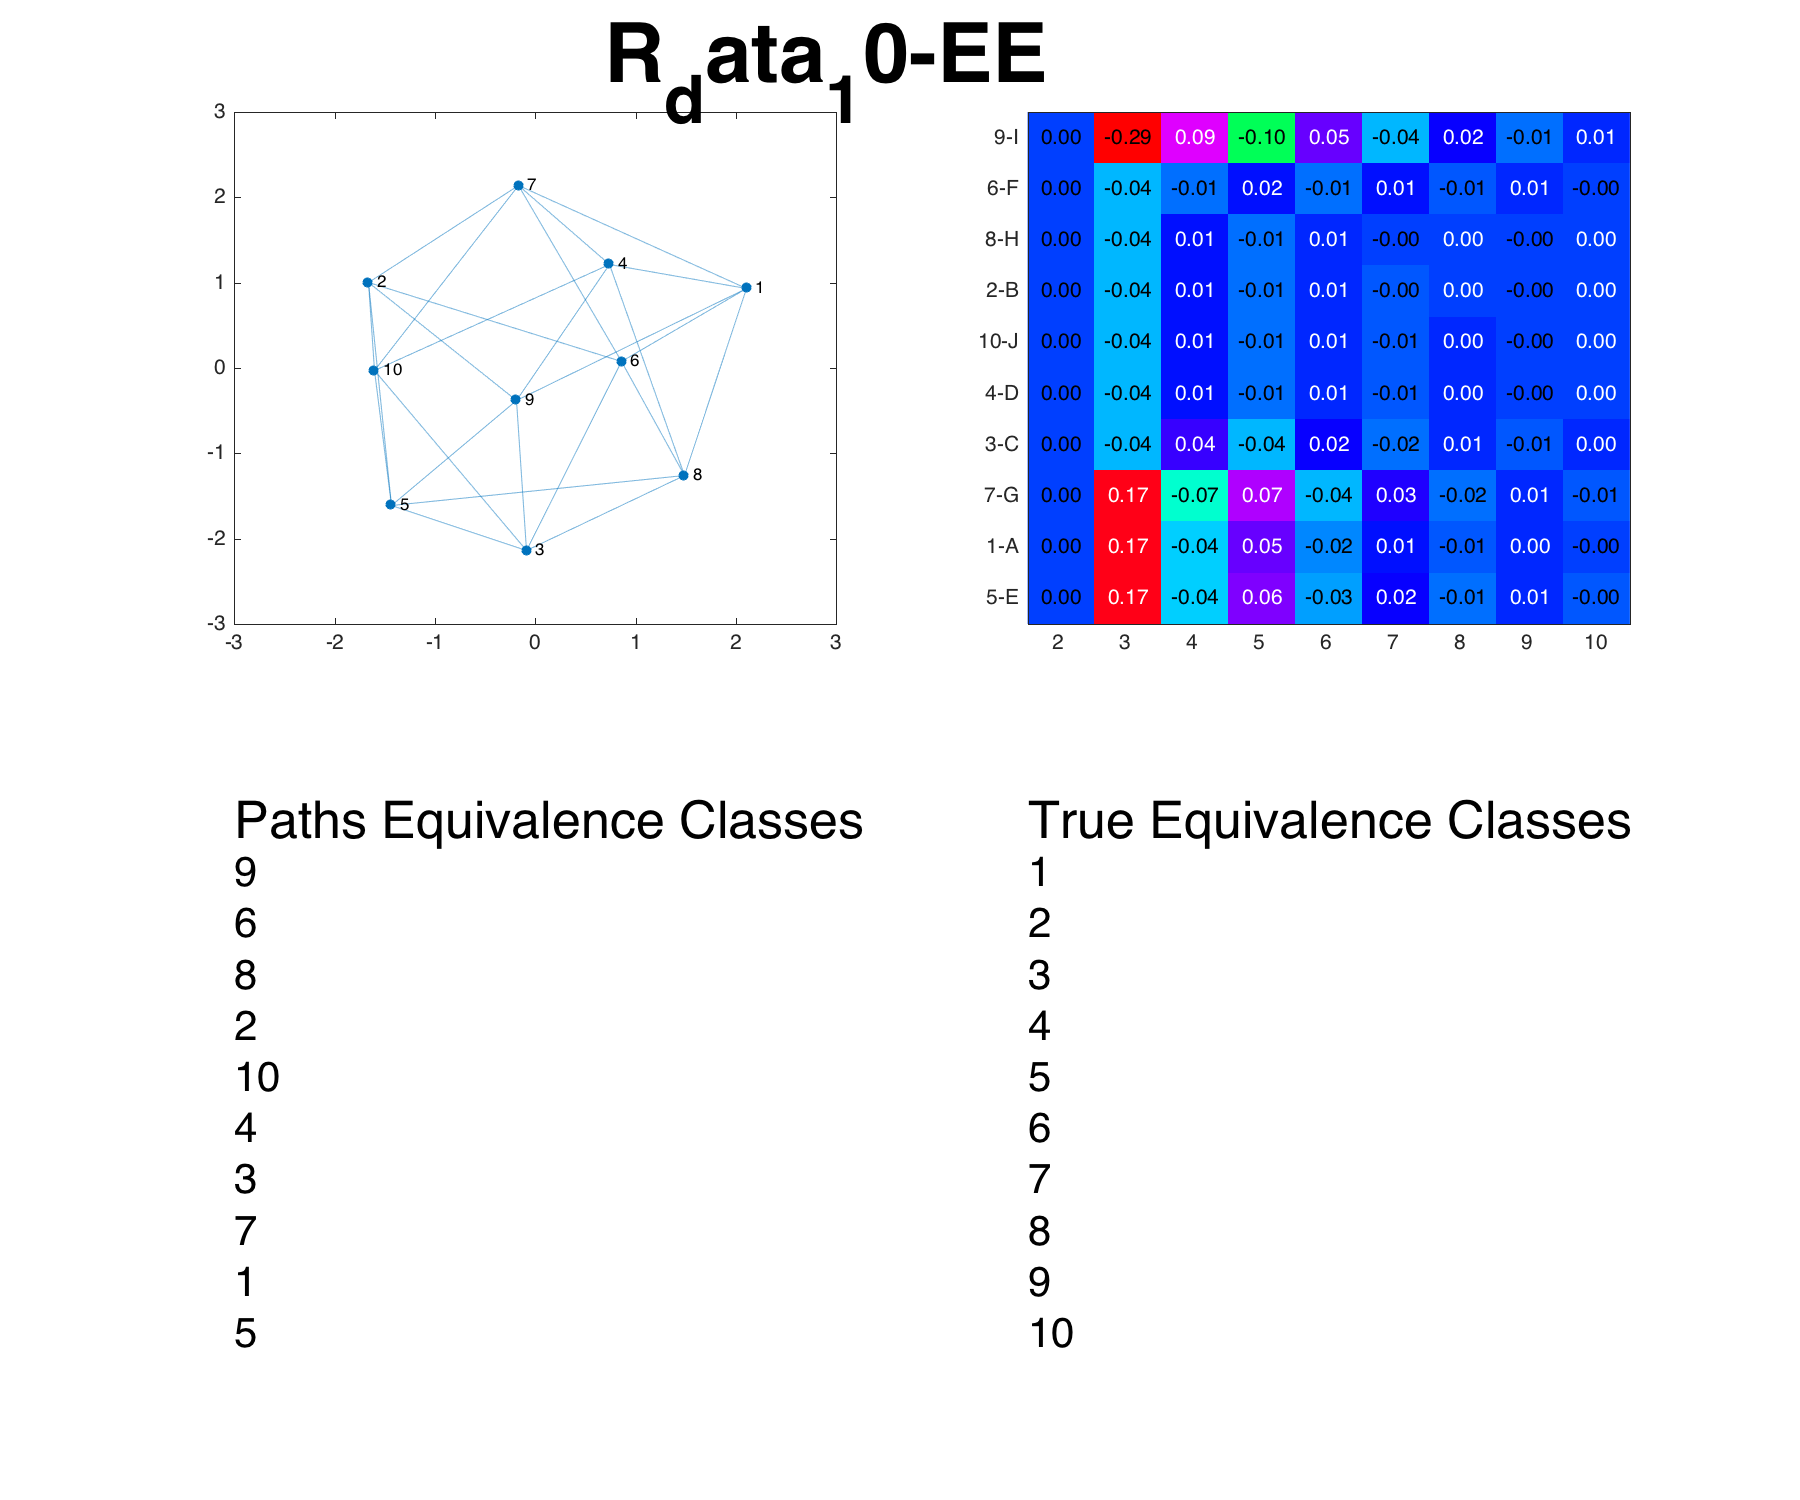 R_data_10-EE
3
2
1
0
-1
-2
-3
-3 -2 -1 0 1 2 3
7
4
2
1
6
10
9
8
5
3
9-I 0.00 -0.29 0.09 -0.10 0.05 -0.04 0.02 -0.01 0.01
6-F 0.00 -0.04 -0.01 0.02 -0.01 0.01 -0.01 0.01 -0.00
8-H 0.00 -0.04 0.01 -0.01 0.01 -0.00 0.00 -0.00 0.00
2-B 0.00 -0.04 0.01 -0.01 0.01 -0.00 0.00 -0.00 0.00
10-J 0.00 -0.04 0.01 -0.01 0.01 -0.01 0.00 -0.00 0.00
4-D 0.00 -0.04 0.01 -0.01 0.01 -0.01 0.00 -0.00 0.00
3-C 0.00 -0.04 0.04 -0.04 0.02 -0.02 0.01 -0.01 0.00
7-G 0.00 0.17 -0.07 0.07 -0.04 0.03 -0.02 0.01 -0.01
1-A 0.00 0.17 -0.04 0.05 -0.02 0.01 -0.01 0.00 -0.00
5-E 0.00 0.17 -0.04 0.06 -0.03 0.02 -0.01 0.01 -0.00
2 3 4 5 6 7 8 9 10
Paths Equivalence Classes
9
6
8
2
10
4
3
7
1
5
True Equivalence Classes
1
2
3
4
5
6
7
8
9
10